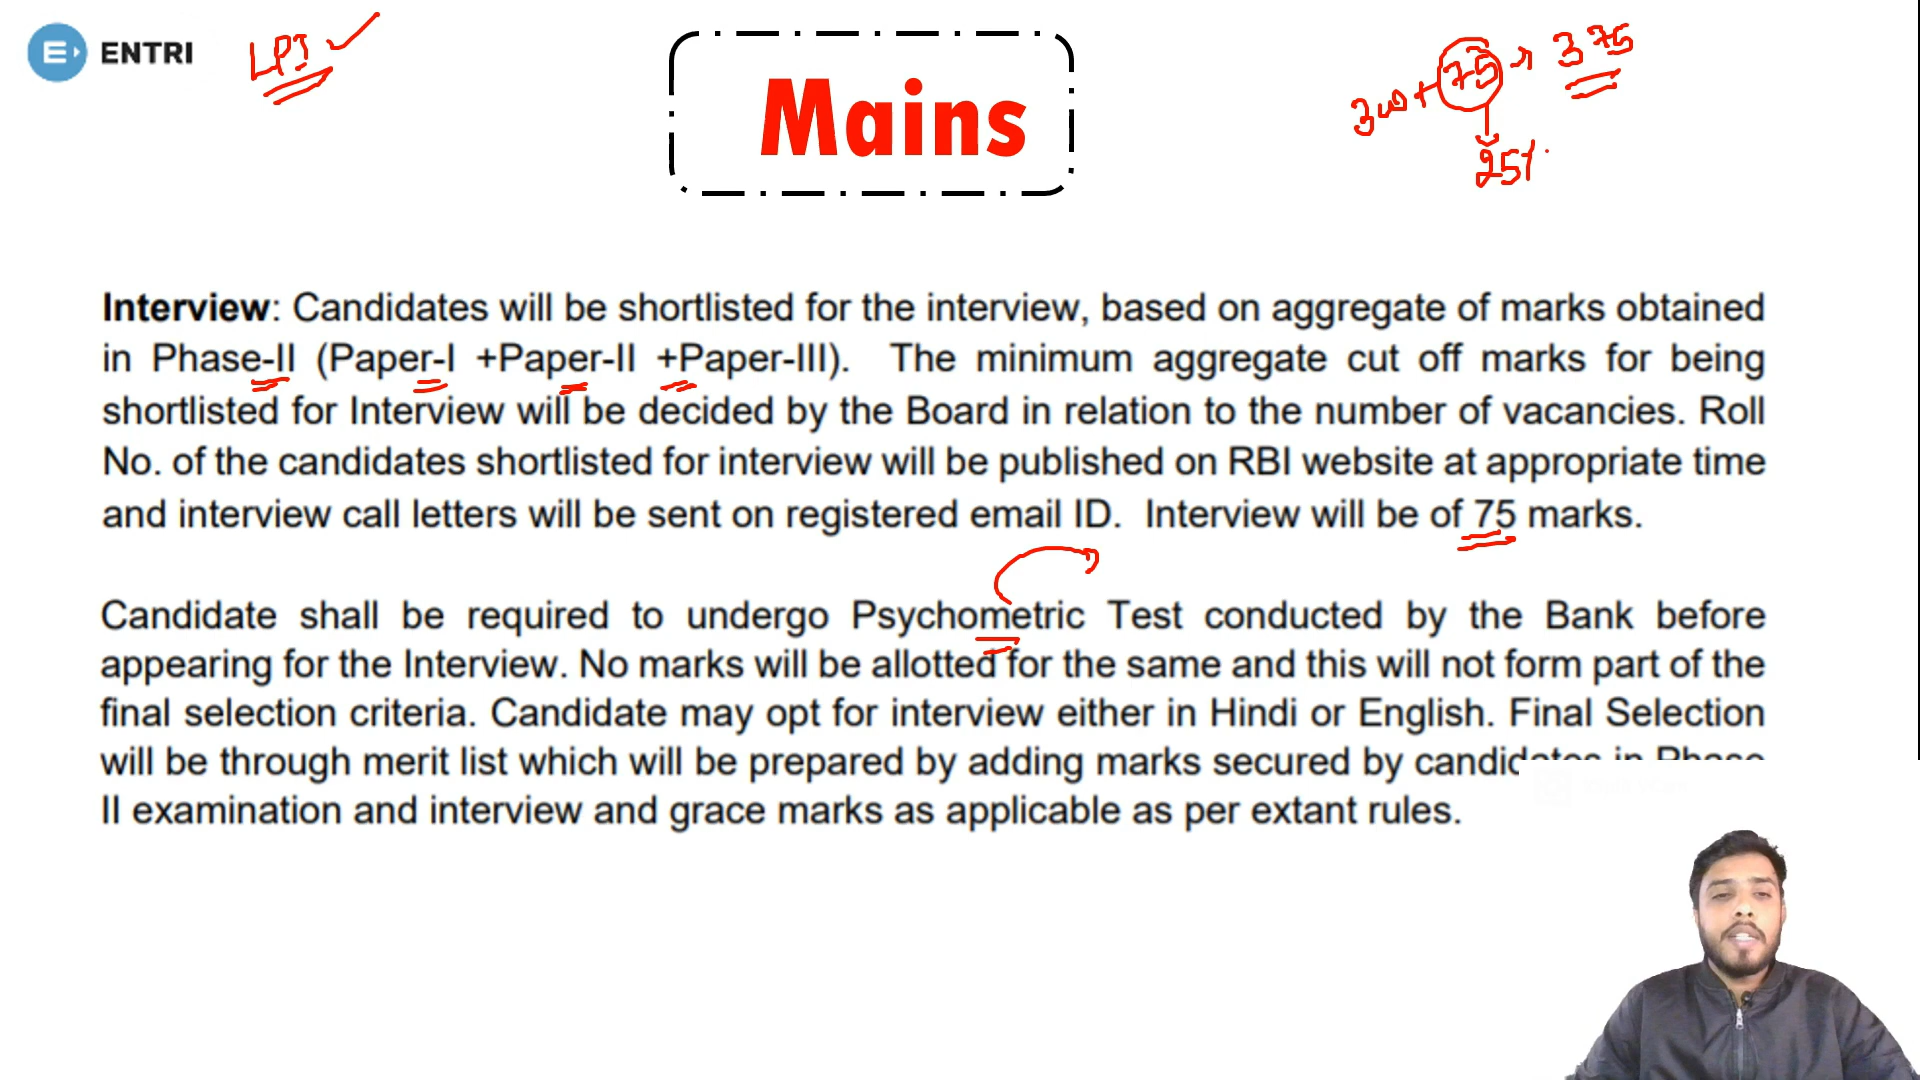 ENTRI
LPT
Mains
300 + 75 → 375
25%
Interview: Candidates will be shortlisted for the interview, based on aggregate of marks obtained
in Phase-II (Paper-I +Paper-II +Paper-III). The minimum aggregate cut off marks for being
shortlisted for Interview will be decided by the Board in relation to the number of vacancies. Roll
No. of the candidates shortlisted for interview will be published on RBI website at appropriate time
and interview call letters will be sent on registered email ID. Interview will be of 75 marks.
Candidate shall be required to undergo Psychometric Test conducted by the Bank before
appearing for the Interview. No marks will be allotted for the same and this will not form part of the
final selection criteria. Candidate may opt for interview either in Hindi or English. Final Selection
will be through merit list which will be prepared by adding marks secured by candidates in Phase
II examination and interview and grace marks as applicable as per extant rules.